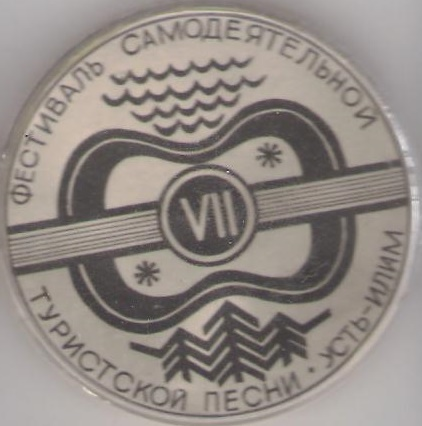 ФЕСТИВАЛЬ САМОДЕЯТЕЛЬНОЙ
VII
ТУРИСТСКОЙ ПЕСНИ · УСТЬ-ИЛИМ